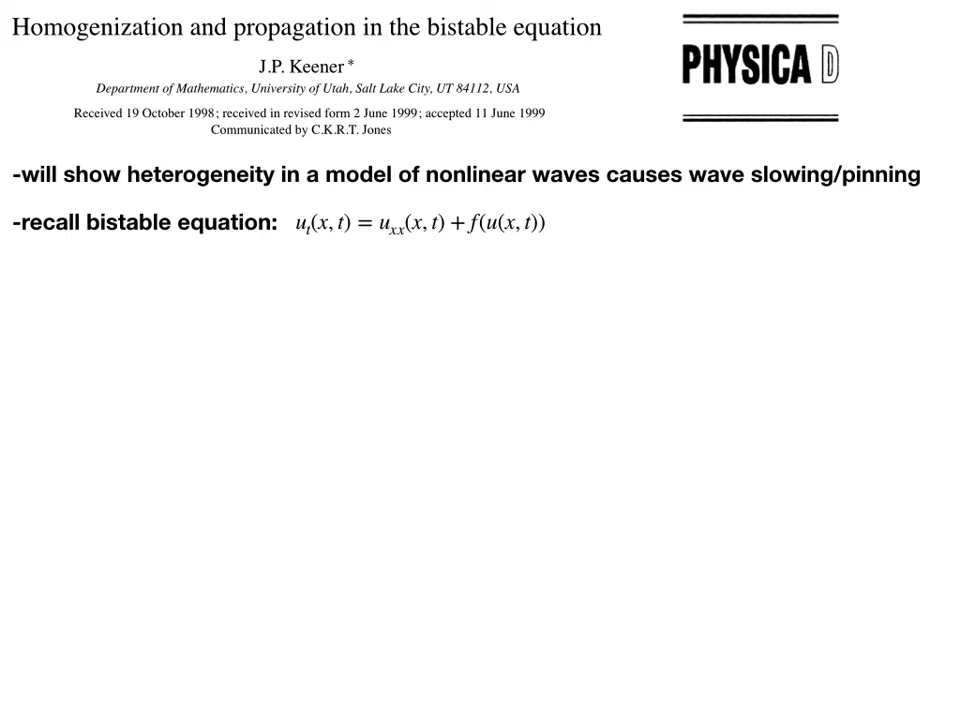 Homogenization and propagation in the bistable equation
J.P. Keener *
Department of Mathematics, University of Utah, Salt Lake City, UT 84112, USA
Received 19 October 1998; received in revised form 2 June 1999; accepted 11 June 1999
Communicated by C.K.R.T. Jones
PHYSICA D
-will show heterogeneity in a model of nonlinear waves causes wave slowing/pinning
-recall bistable equation: u_t(x, t) = u_{xx}(x, t) + f(u(x, t))